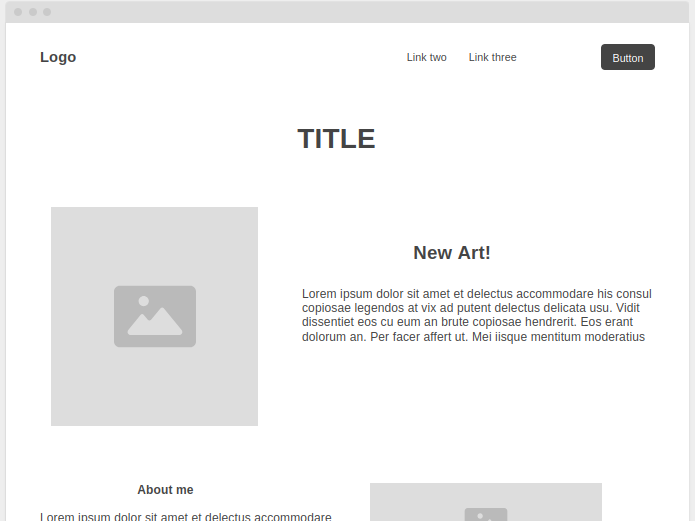 Logo
Link two
Link three
Button
TITLE
New Art!
Lorem ipsum dolor sit amet et delectus accommodare his consul
copiosae legendos at vix ad putent delectus delicata usu. Vidit
dissentiet eos cu eum an brute copiosae hendrerit. Eos erant
dolorum an. Per facer affert ut. Mei iisque mentitum moderatius
About me
Lorem ipsum dolor sit amet et delectus accommodare